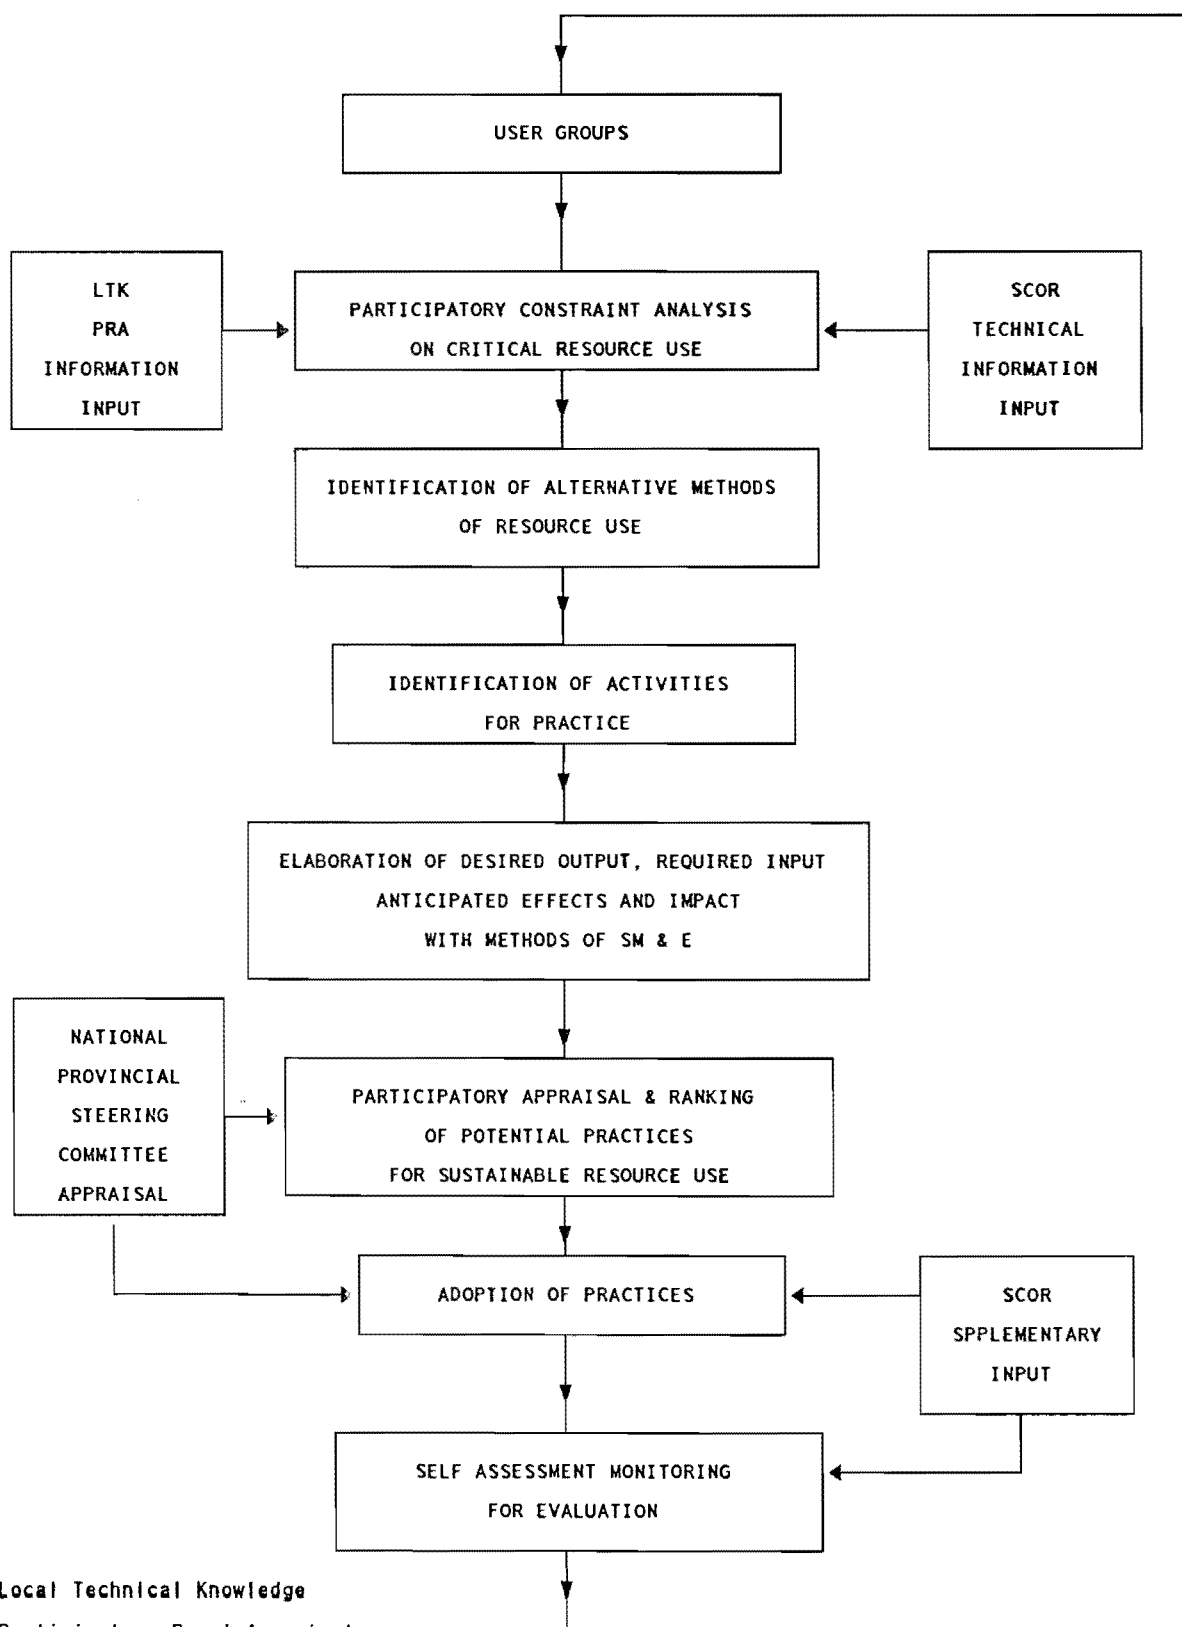 USER GROUPS
LTK
PRA
INFORMATION
INPUT
PARTICIPATORY CONSTRAINT ANALYSIS
ON CRITICAL RESOURCE USE
SCOR
TECHNICAL
INFORMATION
INPUT
IDENTIFICATION OF ALTERNATIVE METHODS
OF RESOURCE USE
IDENTIFICATION OF ACTIVITIES
FOR PRACTICE
ELABORATION OF DESIRED OUTPUT, REQUIRED INPUT
ANTICIPATED EFFECTS AND IMPACT
WITH METHODS OF SM & E
NATIONAL
PROVINCIAL
STEERING
COMMITTEE
APPRAISAL
PARTICIPATORY APPRAISAL & RANKING
OF POTENTIAL PRACTICES
FOR SUSTAINABLE RESOURCE USE
ADOPTION OF PRACTICES
SCOR
SPPLEMENTARY
INPUT
SELF ASSESSMENT MONITORING
FOR EVALUATION
Local Technical Knowledge